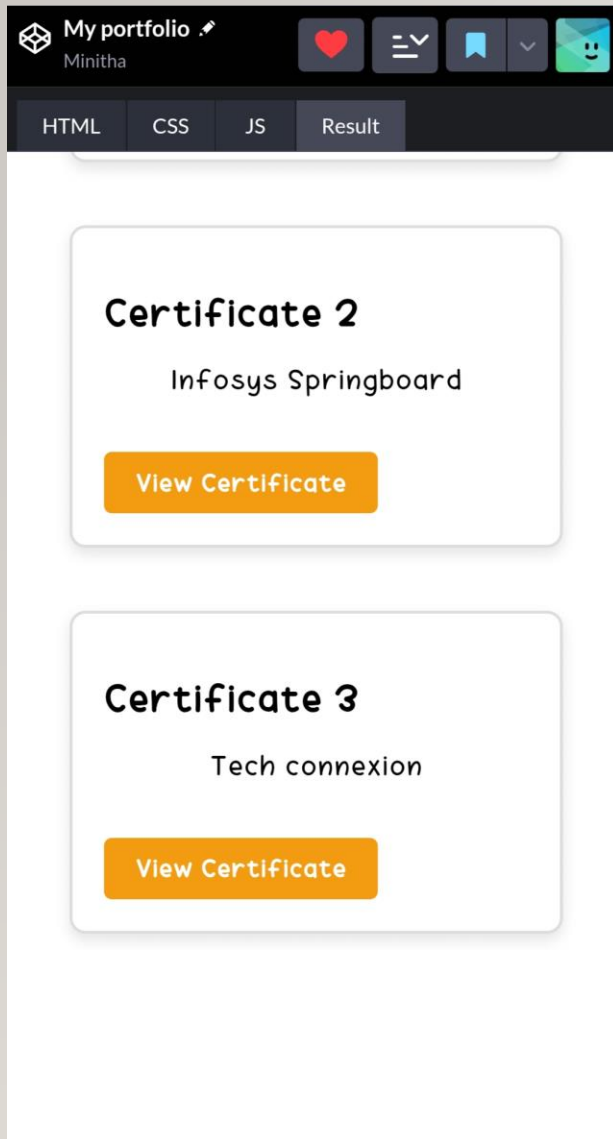 My portfolio
Minitha
HTML CSS JS Result
Certificate 2
Infosys Springboard
View Certificate
Certificate 3
Tech connexion
View Certificate